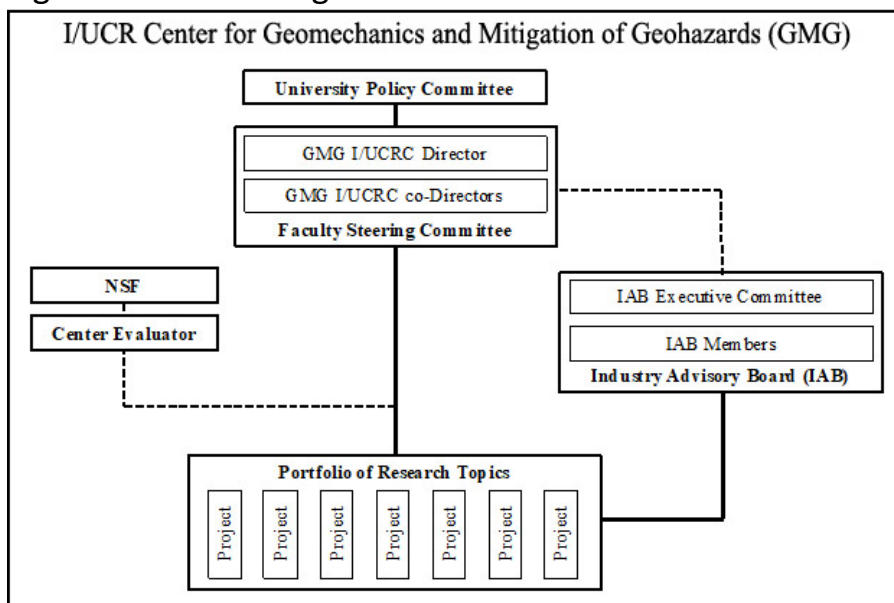 I/UCR Center for Geomechanics and Mitigation of Geohazards (GMG)
University Policy Committee
GMG I/UCRC Director
GMG I/UCRC co-Directors
Faculty Steering Committee
NSF
Center Evaluator
IAB Executive Committee
IAB Members
Industry Advisory Board (IAB)
Portfolio of Research Topics
Project
Project
Project
Project
Project
Project
Project